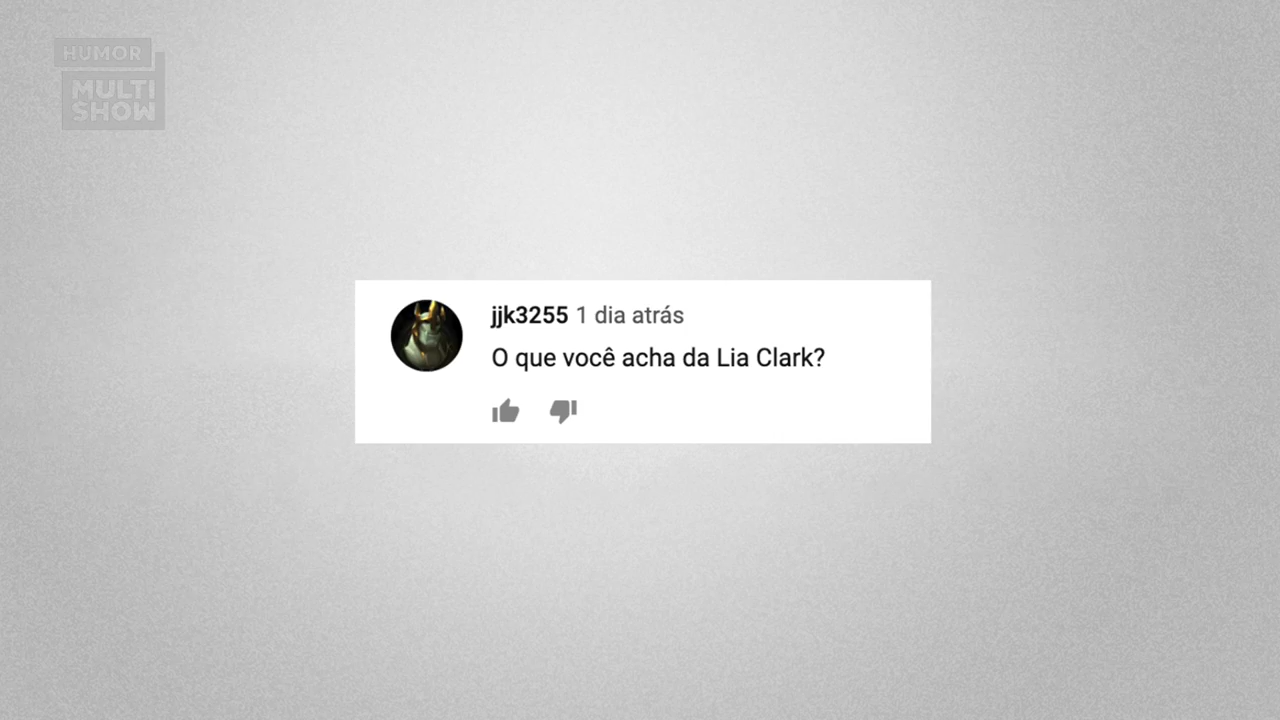 HUMOR
MULTI
SHOW
jjk3255 1 dia atrás
O que você acha da Lia Clark?